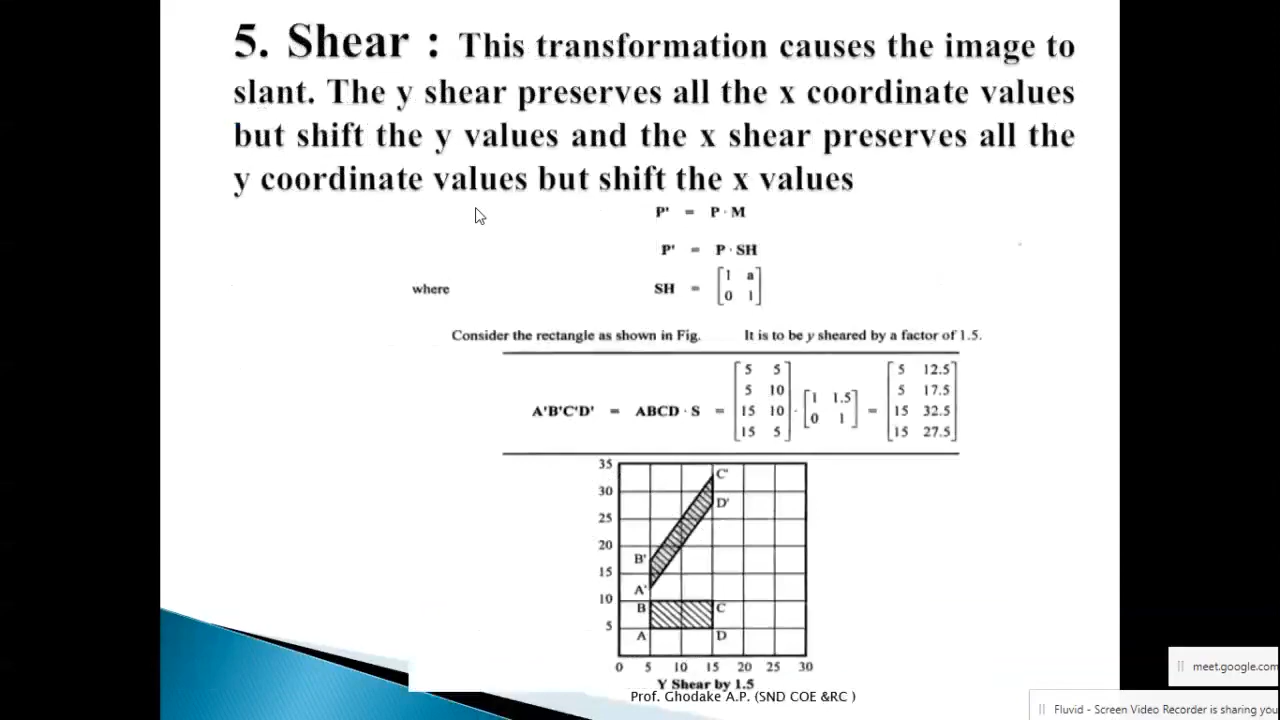 5. Shear : This transformation causes the image to
slant. The y shear preserves all the x coordinate values
but shift the y values and the x shear preserves all the
y coordinate values but shift the x values
P' = P · M
P' = P · SH
where SH = [1 a
0 1]
Consider the rectangle as shown in Fig. It is to be y sheared by a factor of 1.5.
5 5 5 12.5
5 10 1 1.5 5 17.5
A'B'C'D' = ABCD · S = 15 10 · 0 1 = 15 32.5
15 5 15 27.5
35
C'
30
D'
25
20
B'
15
A'
10
B C
5
A D
0 5 10 15 20 25 30
Y Shear by 1.5
Prof. Ghodake A.P. (SND COE &RC )
meet.google.com
Fluvid - Screen Video Recorder is sharing you